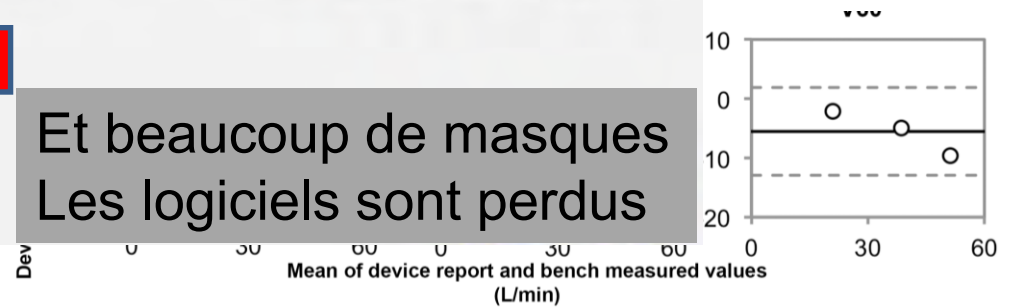 10
0
10
20
0 30 60
Et beaucoup de masques
Les logiciels sont perdus
0 30 60 0 30 60
Mean of device report and bench measured values
(L/min)